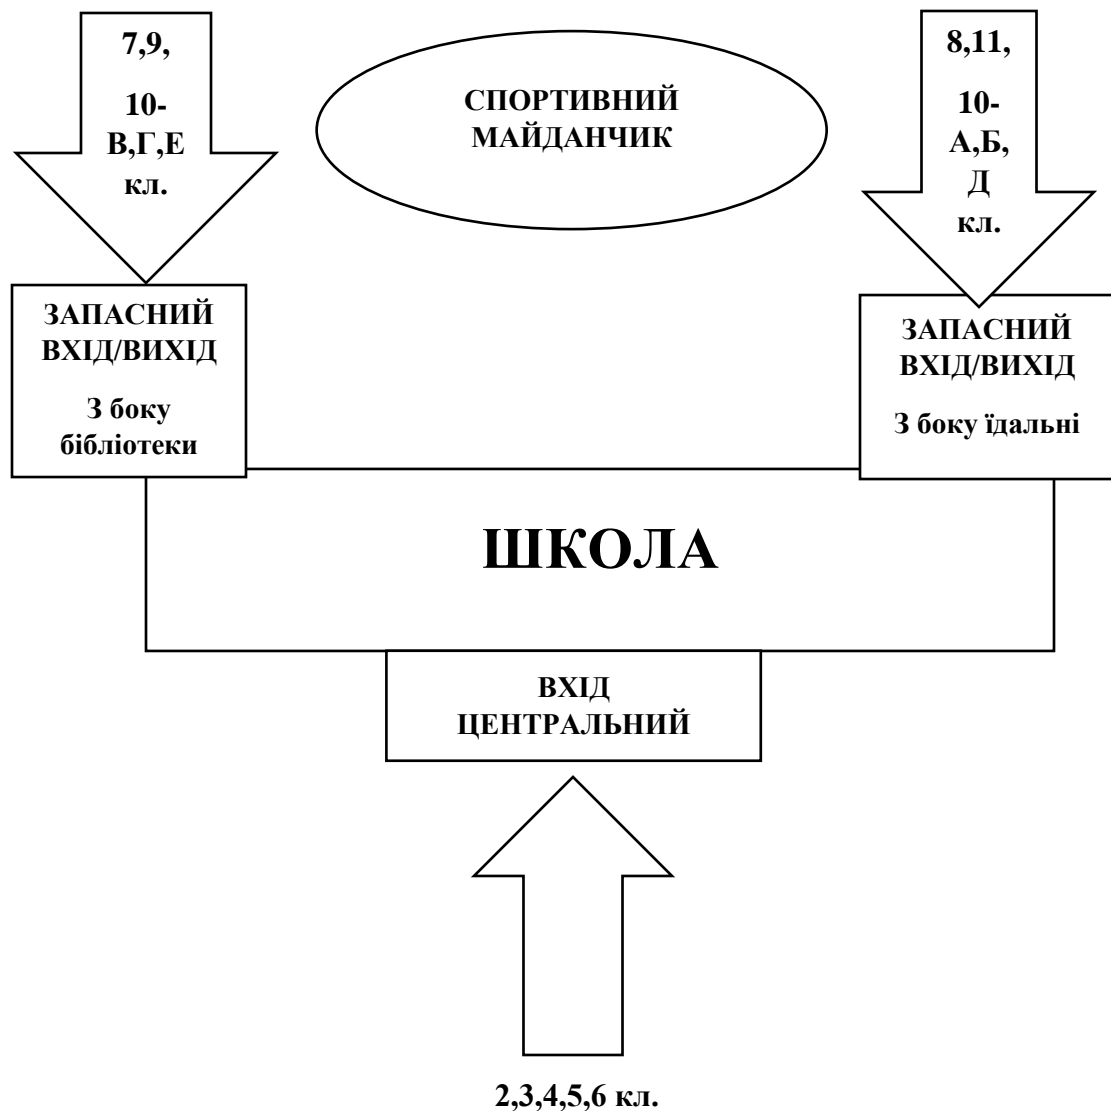 7,9,
10-
В,Г,Е
кл.
СПОРТИВНИЙ
МАЙДАНЧИК
8,11,
10-
А,Б,
Д
кл.
ЗАПАСНИЙ
ВХІД/ВИХІД
З боку
бібліотеки
ЗАПАСНИЙ
ВХІД/ВИХІД
З боку їдальні
ШКОЛА
ВХІД
ЦЕНТРАЛЬНИЙ
2,3,4,5,6 кл.